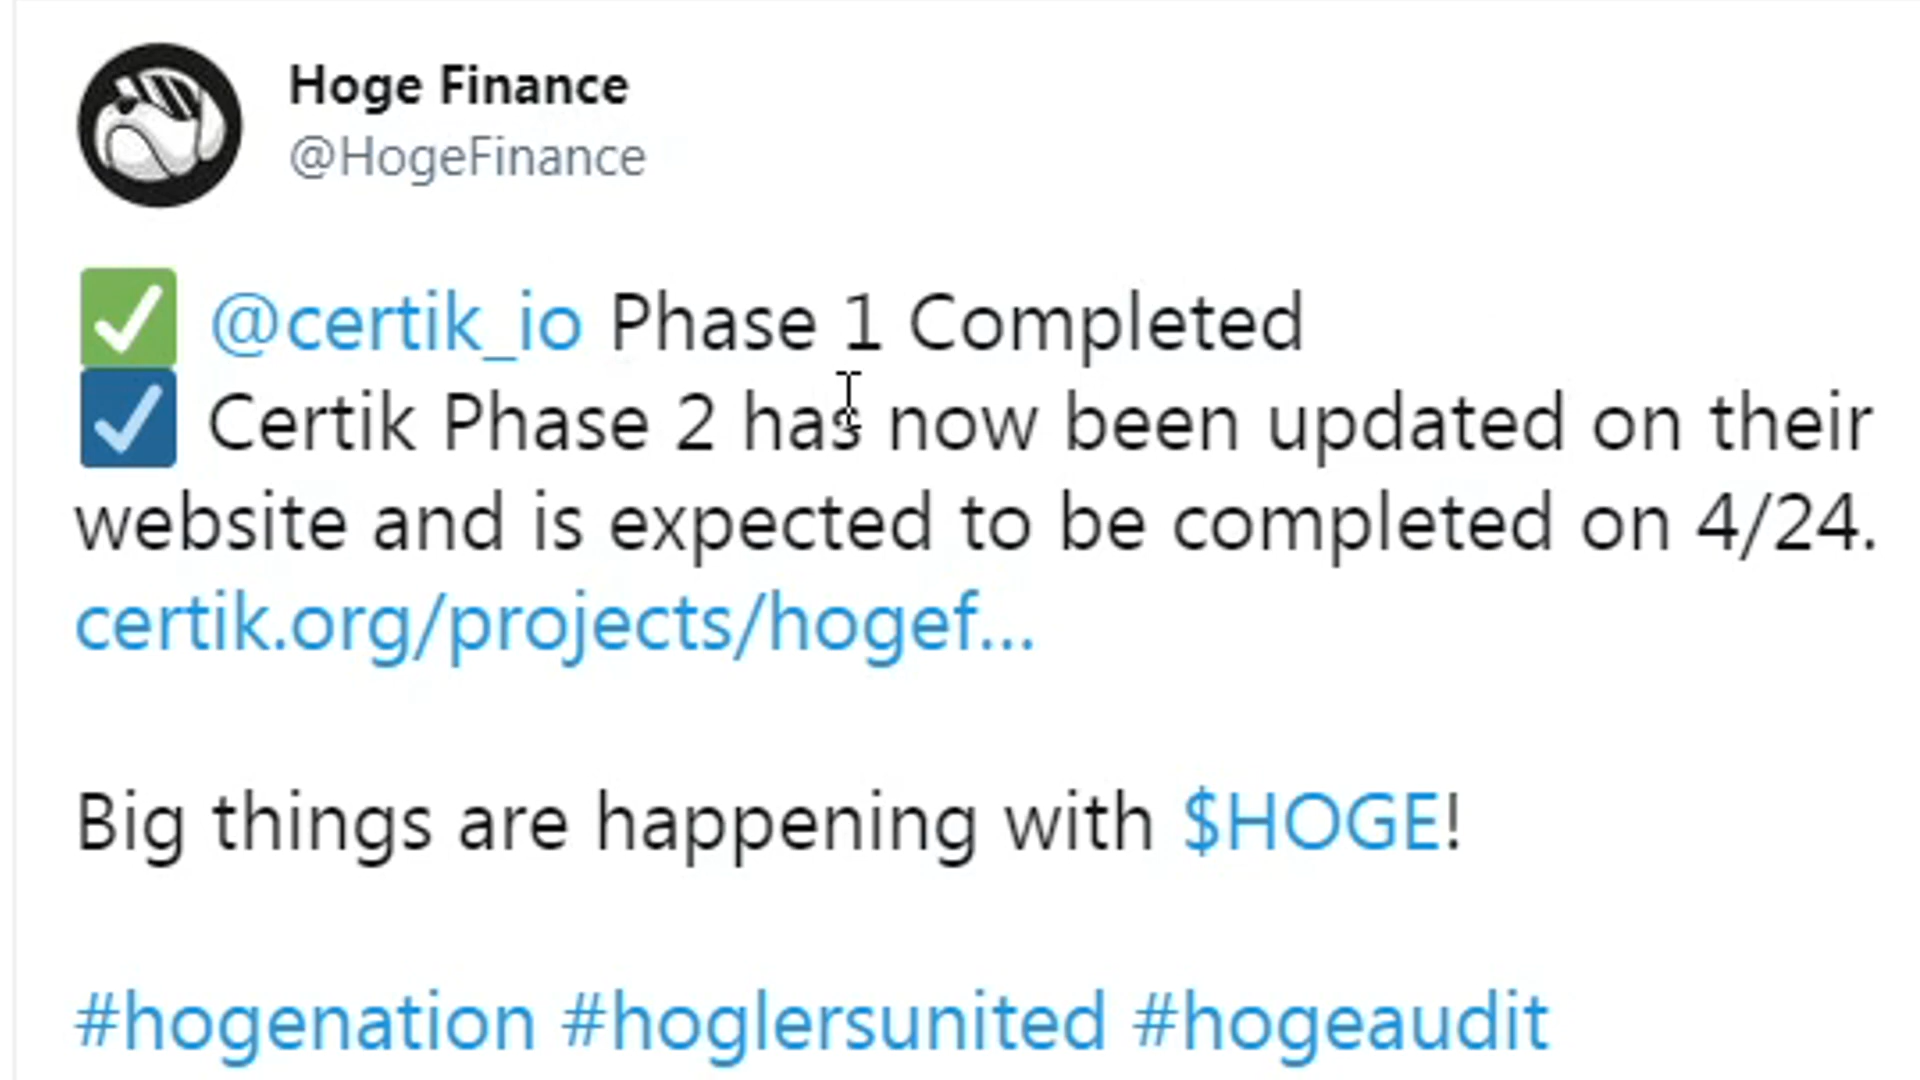 Hoge Finance
@HogeFinance
✅ @certik_io Phase 1 Completed
☑️ Certik Phase 2 has now been updated on their
website and is expected to be completed on 4/24.
certik.org/projects/hogef...
Big things are happening with $HOGE!
#hogenation #hoglersunited #hogeaudit